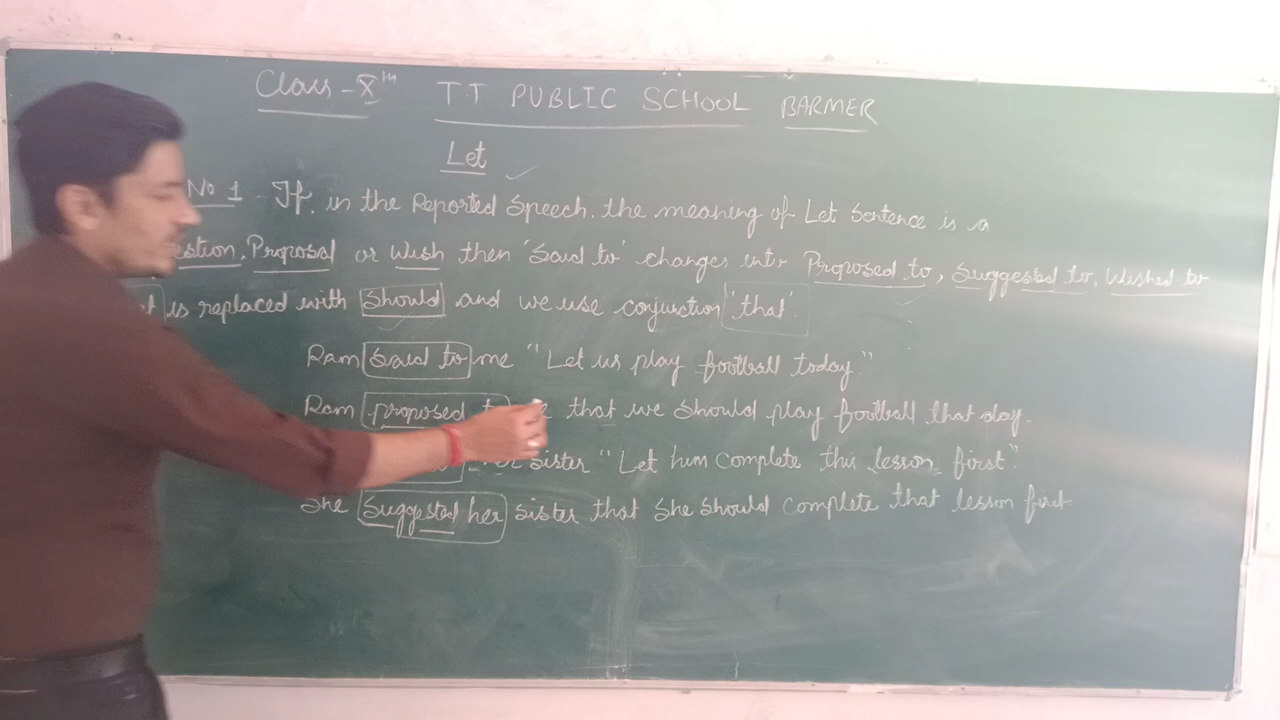 Class - Xth TT PUBLIC SCHOOL BARMER
Let
No 1 - If in the Reported Speech. the meaning of Let Sentence is a
Proposal or Wish then 'Said to' changes into Proposed to, Suggested to, Wished to
is replaced with Should and we use conjunction 'that'.
Ram Said to me "Let us play football today."
Ram proposed that we should play football that day.
sister "Let him Complete this lesson first".
She Suggested her sister that she should complete that lesson first